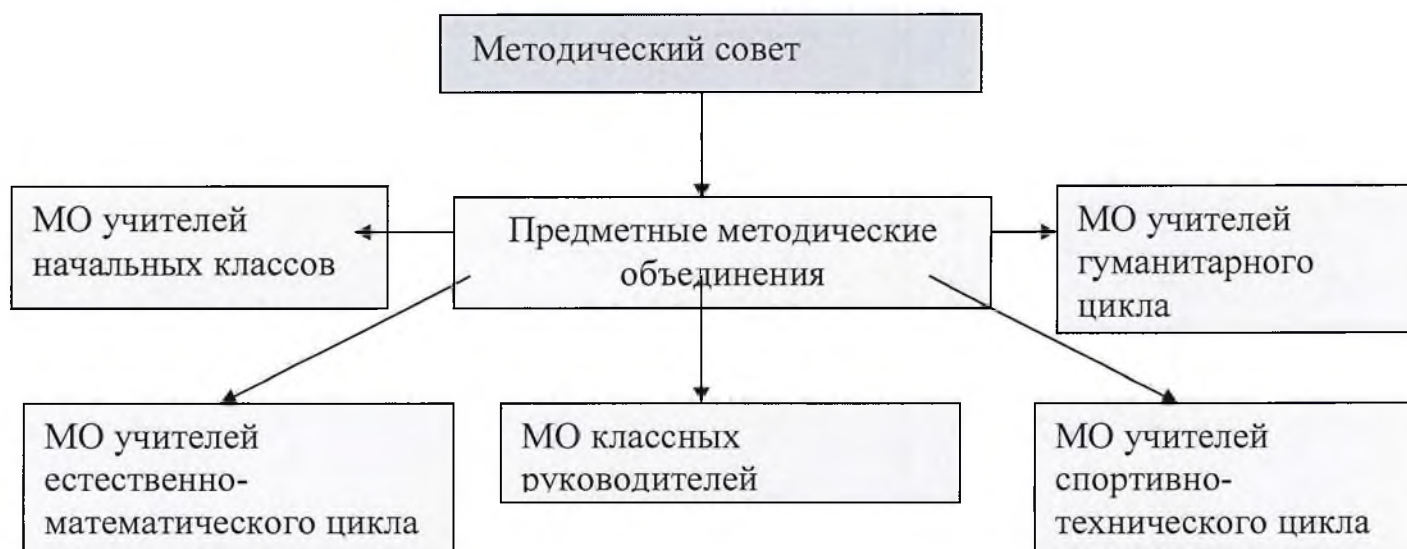 Методический совет
МО учителей
начальных классов
Предметные методические
объединения
МО учителей
гуманитарного
цикла
МО учителей
естественно-
математического цикла
МО классных
руководителей
МО учителей
спортивно-
технического цикла